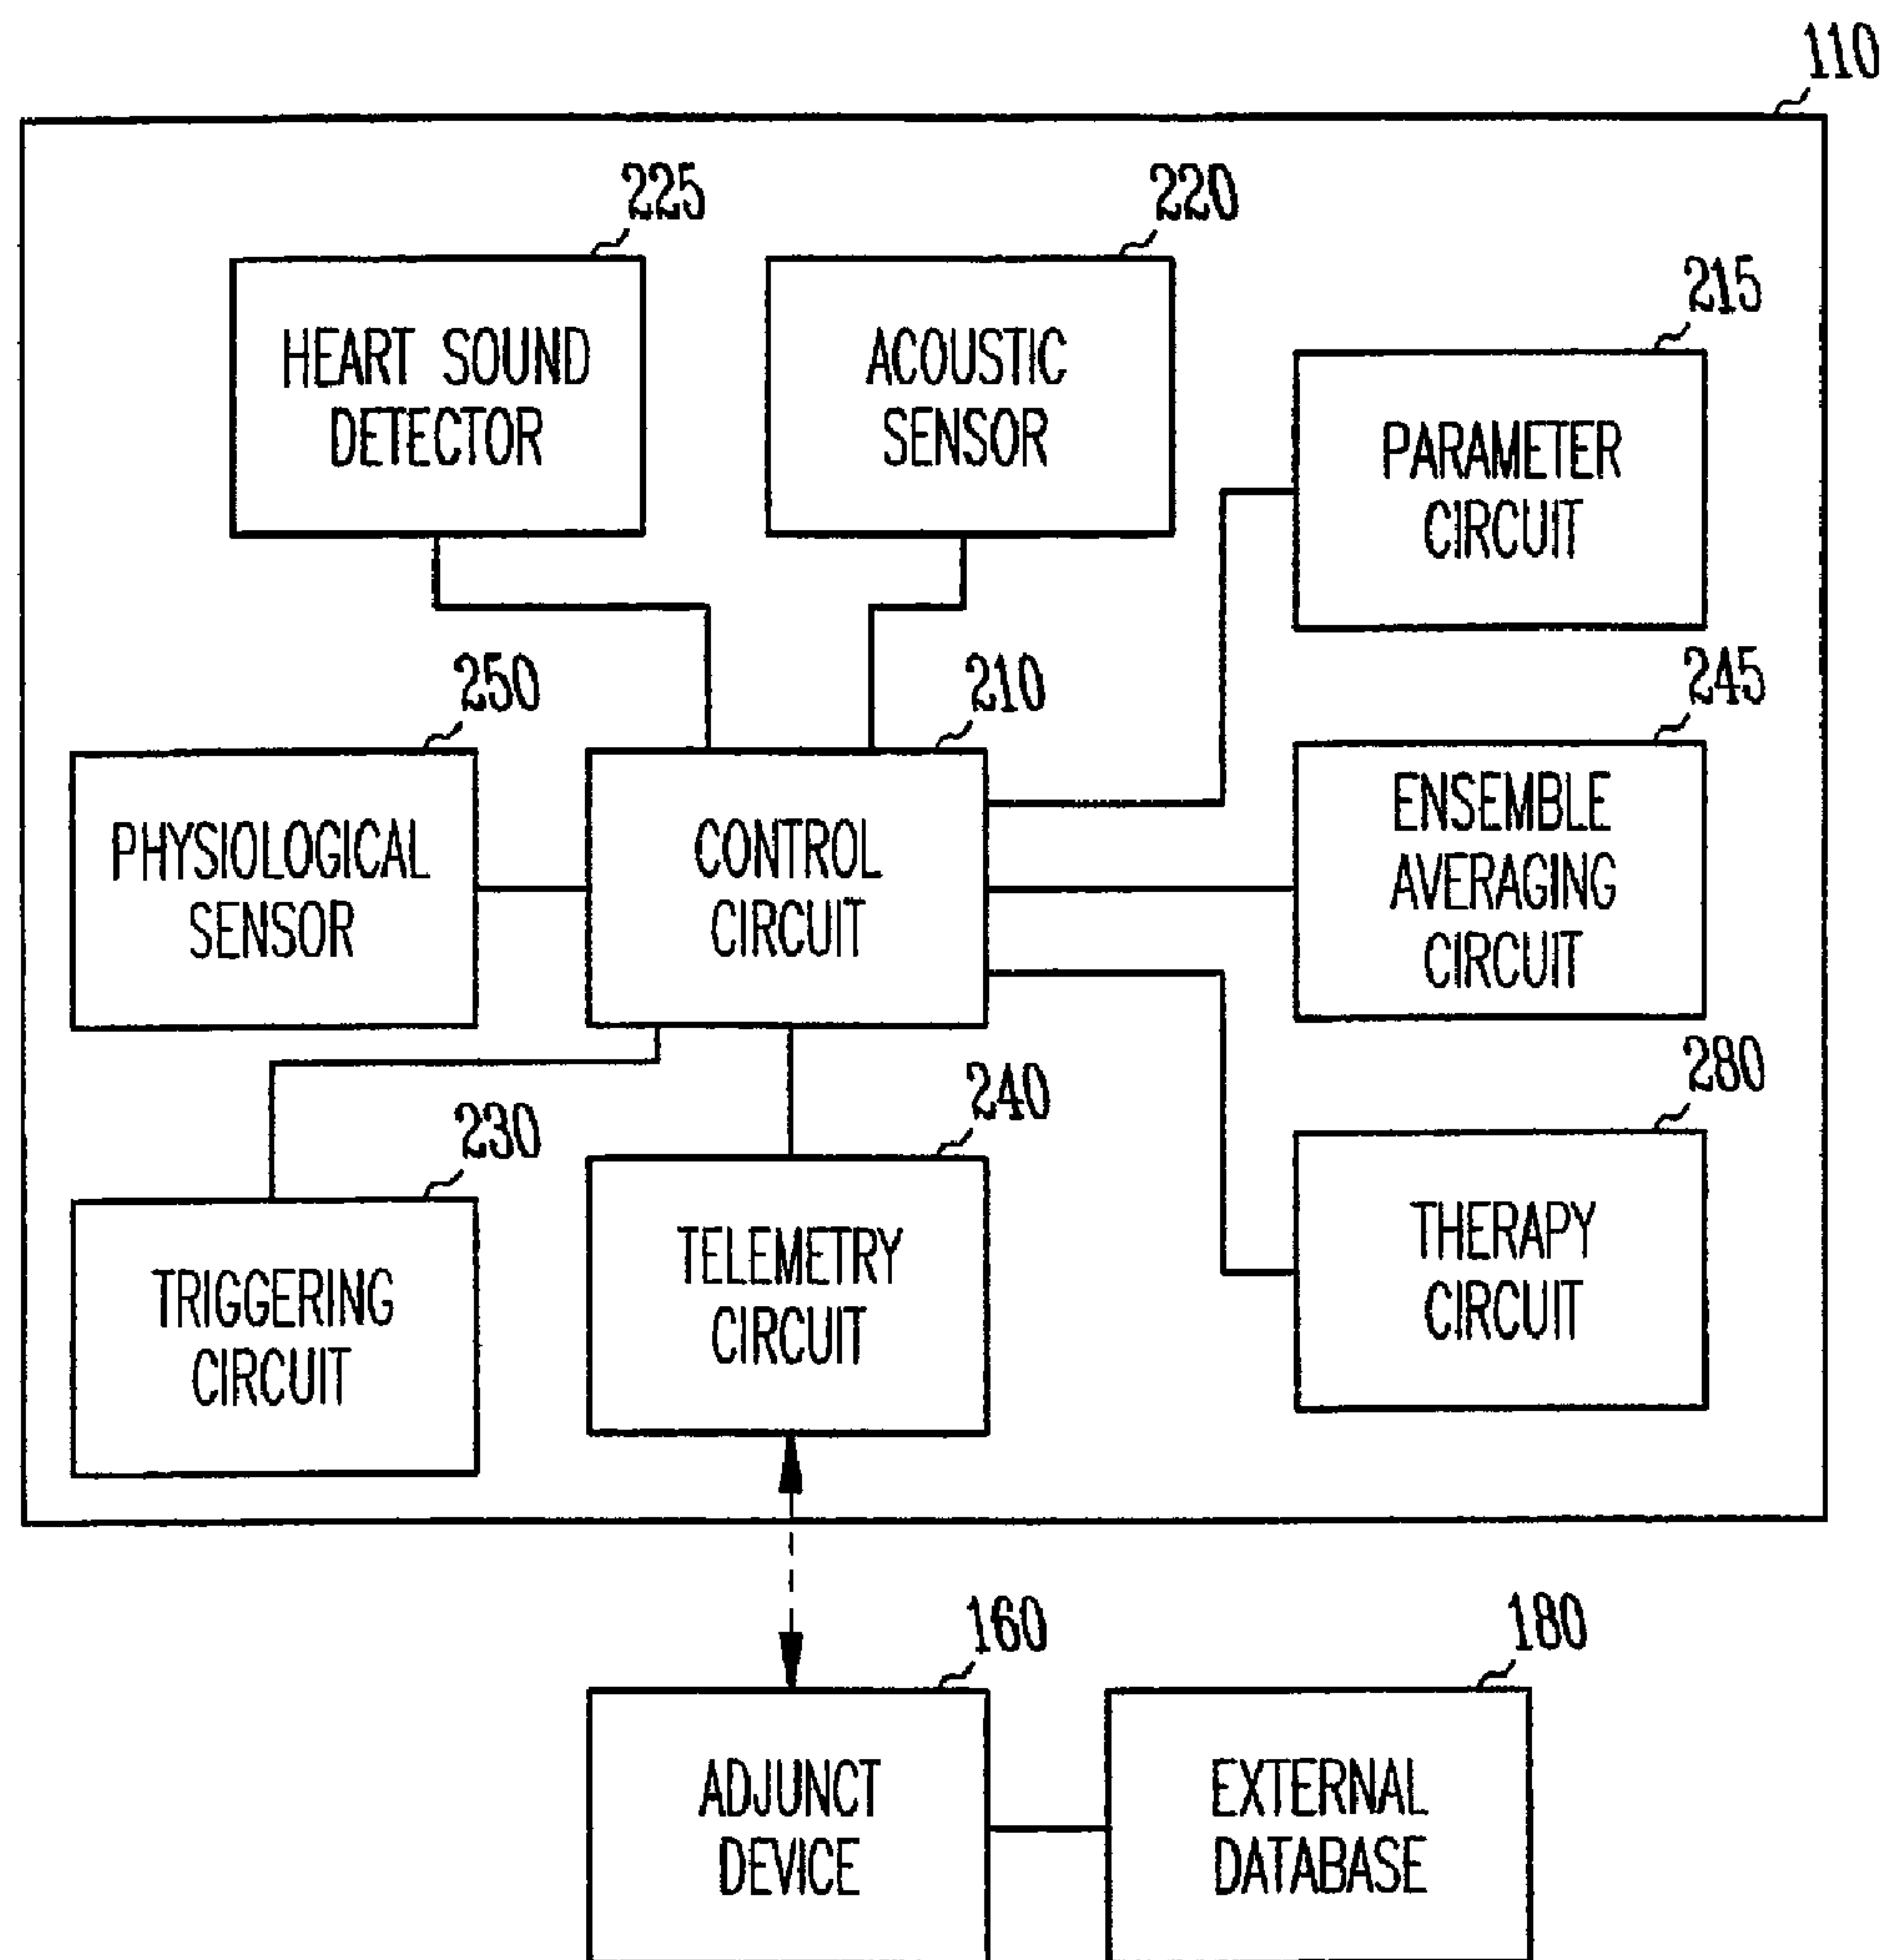 110
225
220
215
HEART SOUND
DETECTOR
ACOUSTIC
SENSOR
PARAMETER
CIRCUIT
250
210
245
PHYSIOLOGICAL
SENSOR
CONTROL
CIRCUIT
ENSEMBLE
AVERAGING
CIRCUIT
230
240
280
TRIGGERING
CIRCUIT
TELEMETRY
CIRCUIT
THERAPY
CIRCUIT
160
180
ADJUNCT
DEVICE
EXTERNAL
DATABASE